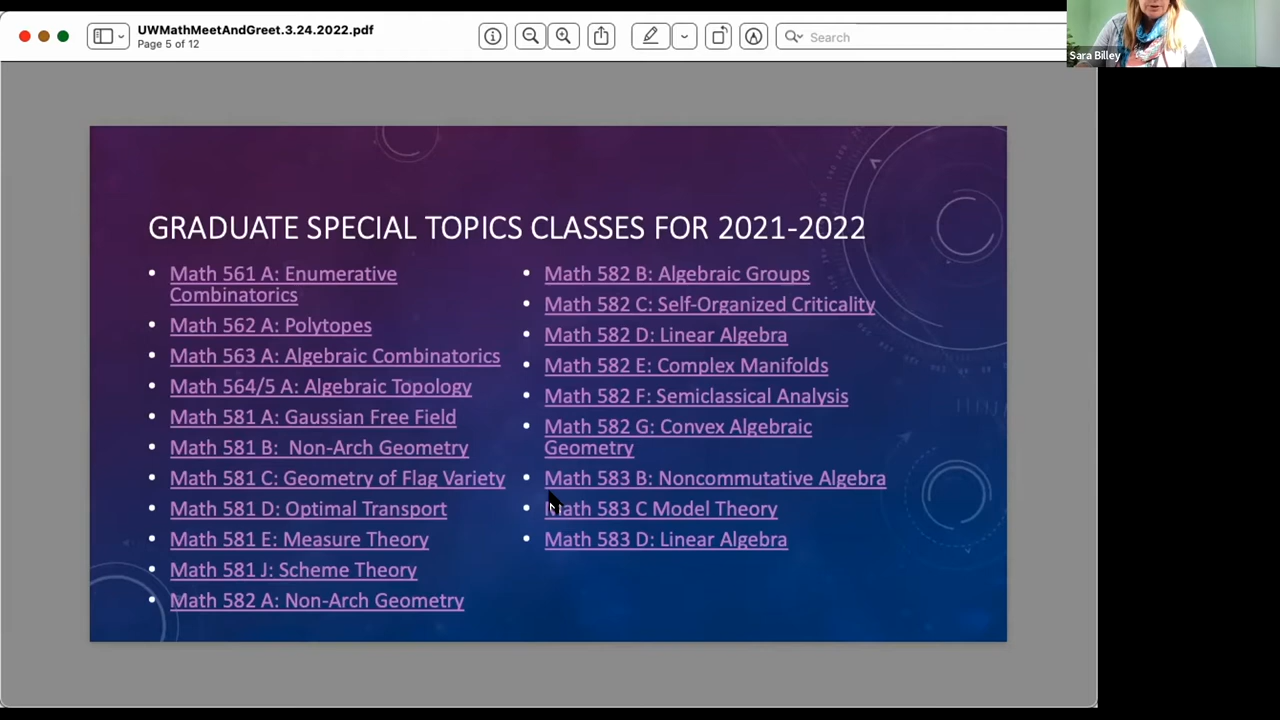 UWMathMeetAndGreet.3.24.2022.pdf
Page 5 of 12
Search
Sara Billey
GRADUATE SPECIAL TOPICS CLASSES FOR 2021-2022
• Math 561 A: Enumerative
Combinatorics
• Math 562 A: Polytopes
• Math 563 A: Algebraic Combinatorics
• Math 564/5 A: Algebraic Topology
• Math 581 A: Gaussian Free Field
• Math 581 B:  Non-Arch Geometry
• Math 581 C: Geometry of Flag Variety
• Math 581 D: Optimal Transport
• Math 581 E: Measure Theory
• Math 581 J: Scheme Theory
• Math 582 A: Non-Arch Geometry
• Math 582 B: Algebraic Groups
• Math 582 C: Self-Organized Criticality
• Math 582 D: Linear Algebra
• Math 582 E: Complex Manifolds
• Math 582 F: Semiclassical Analysis
• Math 582 G: Convex Algebraic
Geometry
• Math 583 B: Noncommutative Algebra
• Math 583 C Model Theory
• Math 583 D: Linear Algebra